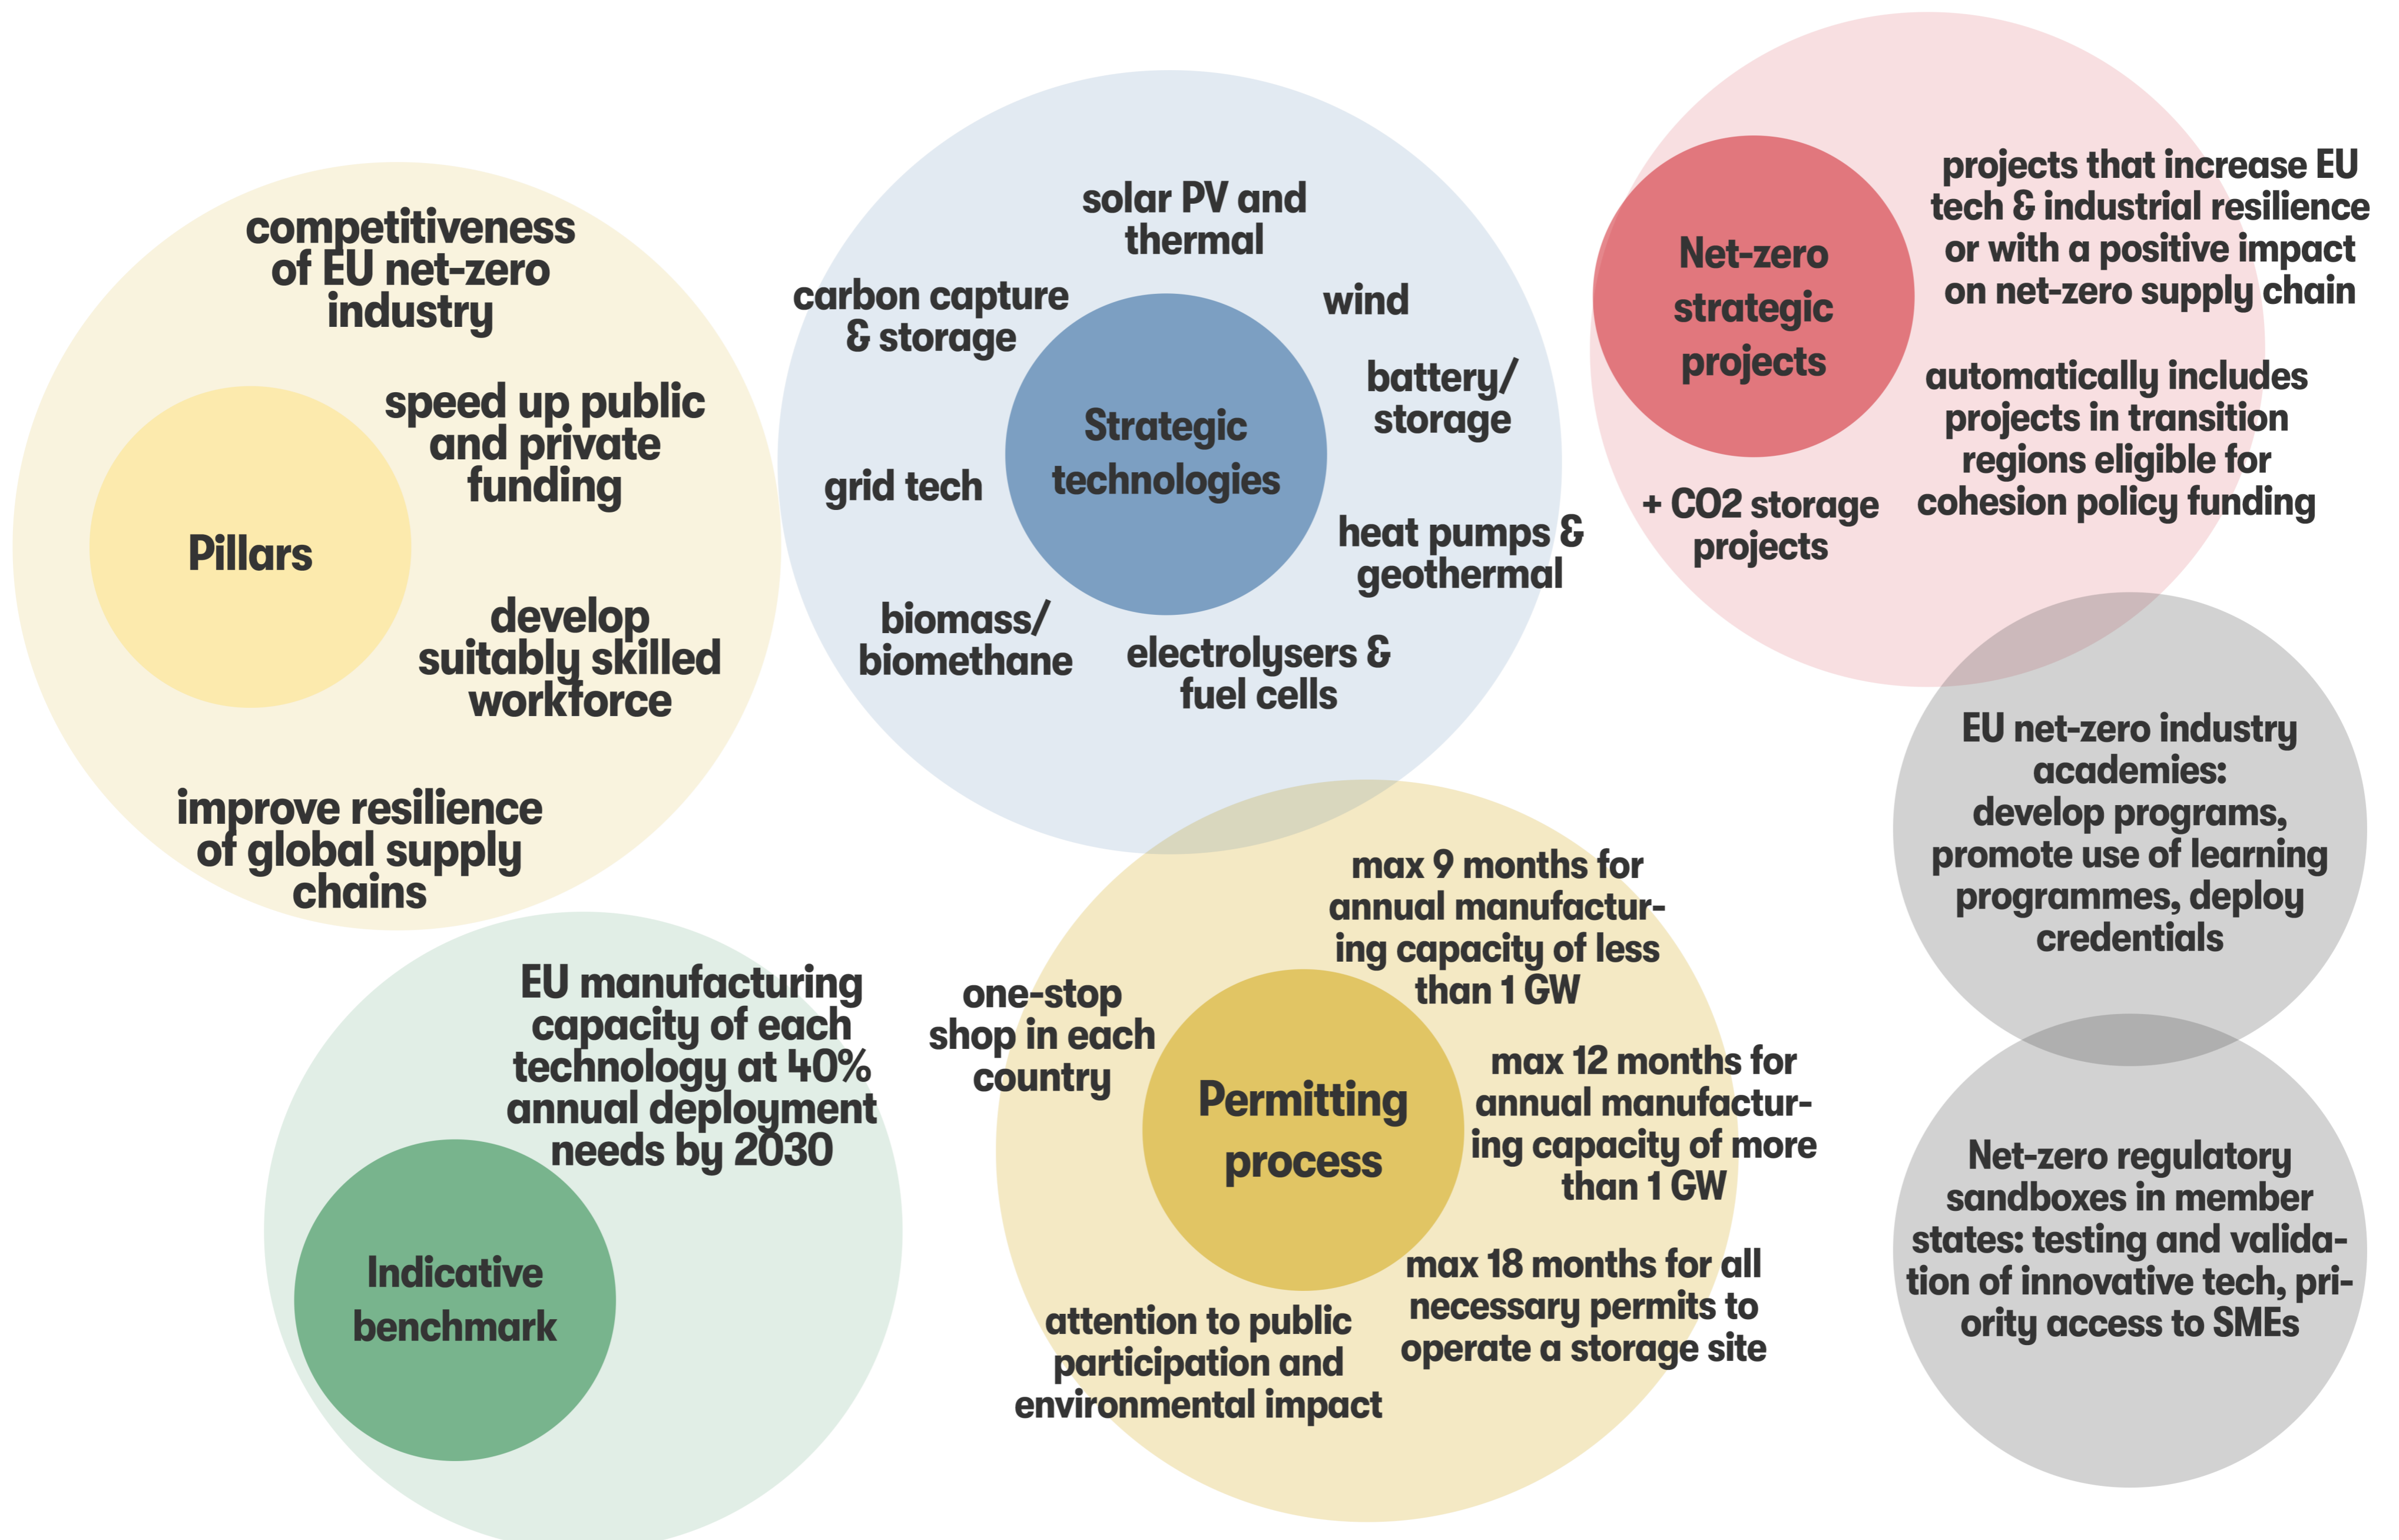 competitiveness
of EU net-zero
industry
speed up public
and private
funding
Pillars
develop
suitably skilled
workforce
improve resilience
of global supply
chains
solar PV and
thermal
carbon capture
& storage
wind
battery/
storage
Strategic
technologies
grid tech
heat pumps &
geothermal
biomass/
biomethane
electrolysers &
fuel cells
Net-zero
strategic
projects
projects that increase EU
tech & industrial resilience
or with a positive impact
on net-zero supply chain
automatically includes
projects in transition
regions eligible for
cohesion policy funding
+ CO2 storage
projects
EU manufacturing
capacity of each
technology at 40%
annual deployment
needs by 2030
Indicative
benchmark
max 9 months for
annual manufactur-
ing capacity of less
than 1 GW
one-stop
shop in each
country
Permitting
process
max 12 months for
annual manufactur-
ing capacity of more
than 1 GW
max 18 months for all
necessary permits to
operate a storage site
attention to public
participation and
environmental impact
EU net-zero industry
academies:
develop programs,
promote use of learning
programmes, deploy
credentials
Net-zero regulatory
sandboxes in member
states: testing and valida-
tion of innovative tech, pri-
ority access to SMEs